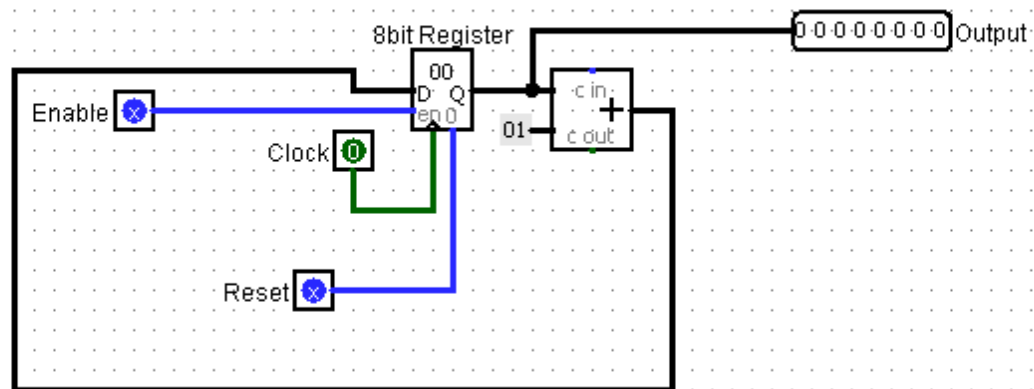 8bit Register
00
D Q
en 0
Enable x
Clock 0
Reset x
01
c in
+
c out
0 0 0 0 0 0 0 0 Output